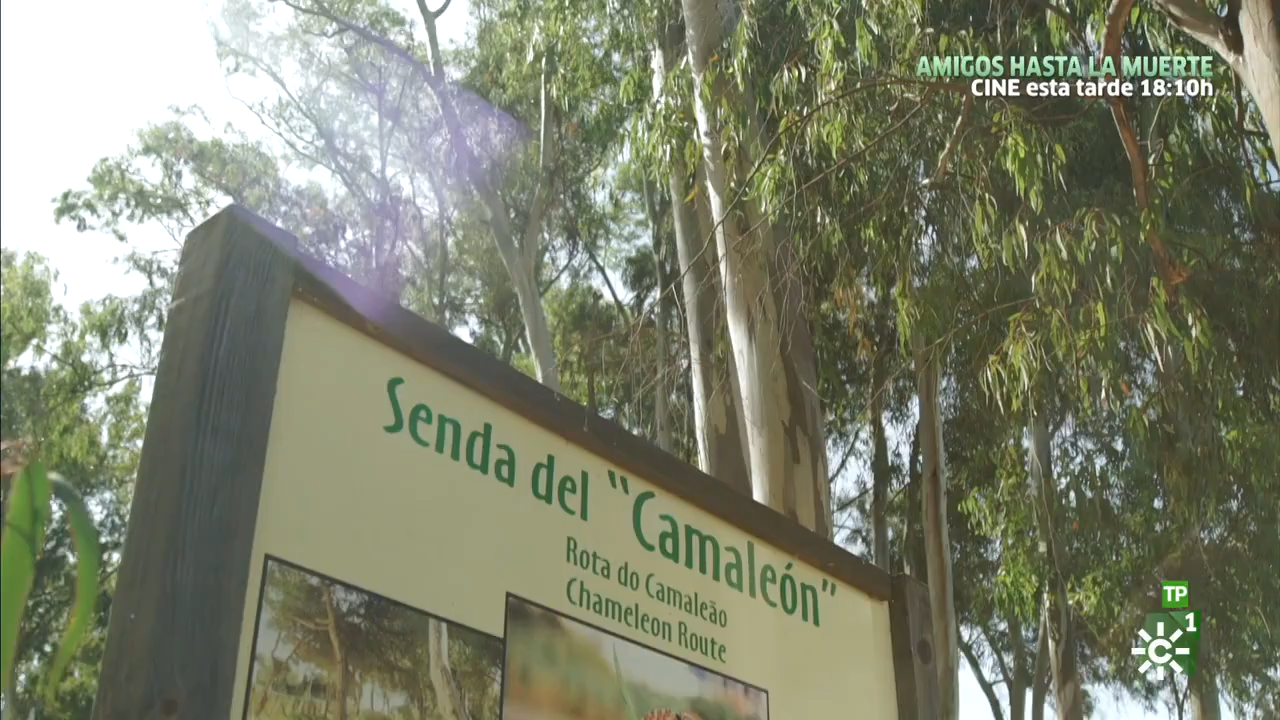 AMIGOS HASTA LA MUERTE
CINE esta tarde 18:10h
Senda del "Camaleón"
Rota do Camaleão
Chameleon Route
TP
1